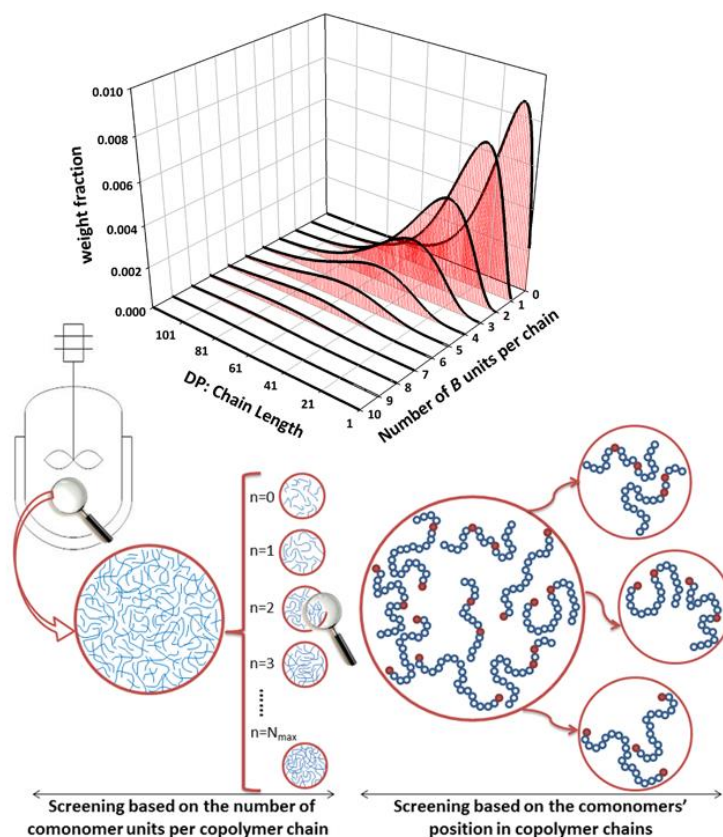 0.010
0.008
0.006
0.004
0.002
0.000
weight fraction
101
81
61
41
21
1
DP: Chain Length
0
1
2
3
4
5
6
7
8
9
10
Number of B units per chain
n=0
n=1
n=2
n=3
......
n=Nmax
Screening based on the number of
comonomer units per copolymer chain
Screening based on the comonomers’
position in copolymer chains